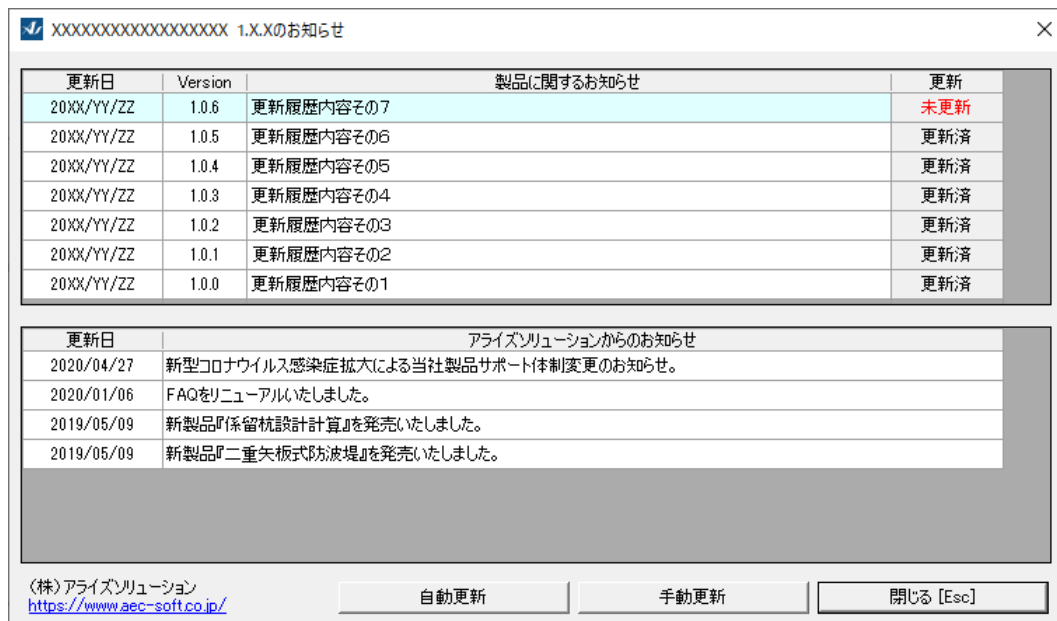 XXXXXXXXXXXXXXXXXX 1.X.Xのお知らせ
更新日 Version 製品に関するお知らせ 更新
20XX/YY/ZZ 1.0.6 更新履歴内容その7 未更新
20XX/YY/ZZ 1.0.5 更新履歴内容その6 更新済
20XX/YY/ZZ 1.0.4 更新履歴内容その5 更新済
20XX/YY/ZZ 1.0.3 更新履歴内容その4 更新済
20XX/YY/ZZ 1.0.2 更新履歴内容その3 更新済
20XX/YY/ZZ 1.0.1 更新履歴内容その2 更新済
20XX/YY/ZZ 1.0.0 更新履歴内容その1 更新済
更新日 アライズソリューションからのお知らせ
2020/04/27 新型コロナウイルス感染症拡大による当社製品サポート体制変更のお知らせ。
2020/01/06 FAQをリニューアルいたしました。
2019/05/09 新製品『係留杭設計計算』を発売いたしました。
2019/05/09 新製品『二重矢板式防波堤』を発売いたしました。
(株)アライズソリューション
https://www.aec-soft.co.jp/
自動更新 手動更新 閉じる [Esc]